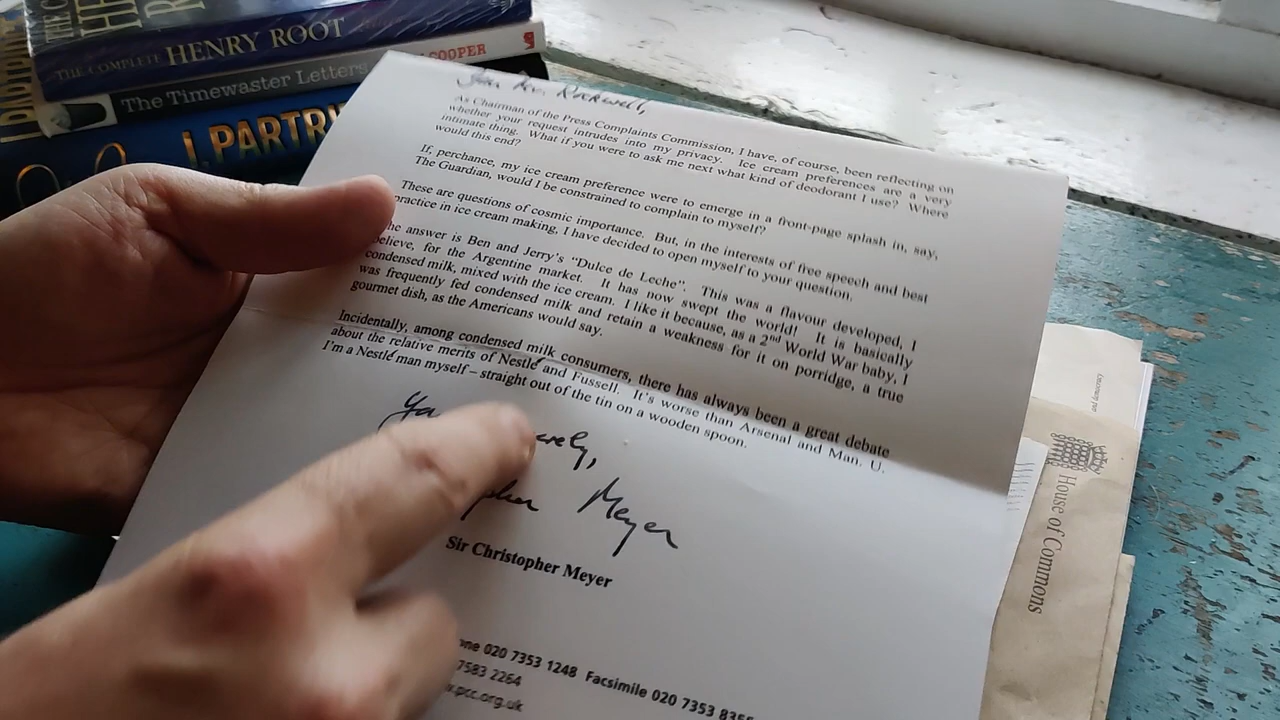 THE COMPLETE HENRY ROOT
COOPER
The Timewaster Letters
J. PARTRI
Dear Mr. Rockwell,
As Chairman of the Press Complaints Commission, I have, of course, been reflecting on
whether your request intrudes into my privacy. Ice cream preferences are a very
intimate thing. What if you were to ask me next what kind of deodorant I use? Where
would this end?
If, perchance, my ice cream preference were to emerge in a front-page splash in, say,
The Guardian, would I be constrained to complain to myself?
These are questions of cosmic importance. But, in the interests of free speech and best
practice in ice cream making, I have decided to open myself to your question.
he answer is Ben and Jerry's "Dulce de Leche". This was a flavour developed, I
believe, for the Argentine market. It has now swept the world! It is basically
condensed milk, mixed with the ice cream. I like it because, as a 2nd World War baby, I
was frequently fed condensed milk and retain a weakness for it on porridge, a true
gourmet dish, as the Americans would say.
Incidentally, among condensed milk consumers, there has always been a great debate
about the relative merits of Nestlé and Fussell. It's worse than Arsenal and Man. U.
I'm a Nestlé man myself – straight out of the tin on a wooden spoon.
Yo cerely,
pher Meyer
Sir Christopher Meyer
one 020 7353 1248 Facsimile 020 7353 8355
7583 2264
.pcc.org.uk
House of Commons